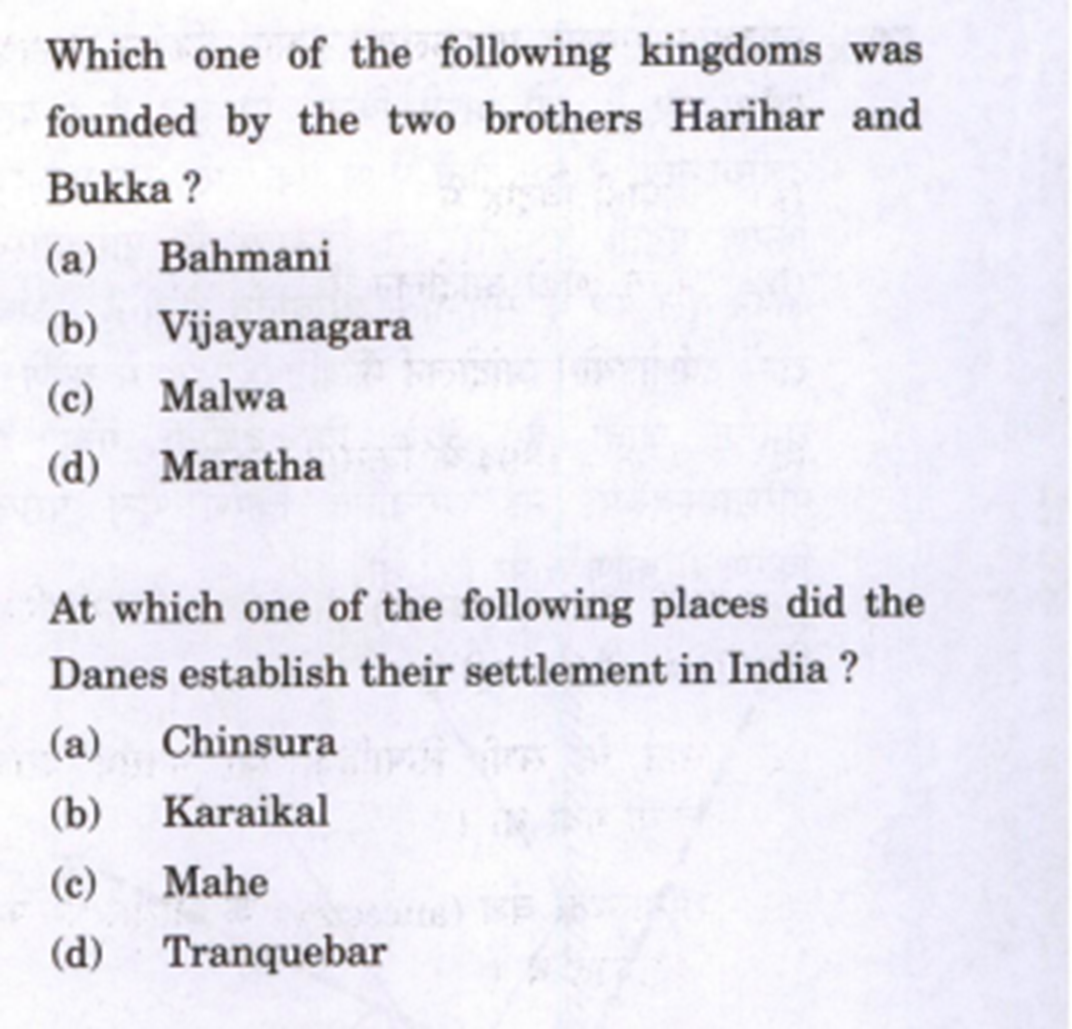 Which one of the following kingdoms was
founded by the two brothers Harihar and
Bukka ?
(a) Bahmani
(b) Vijayanagara
(c) Malwa
(d) Maratha
At which one of the following places did the
Danes establish their settlement in India ?
(a) Chinsura
(b) Karaikal
(c) Mahe
(d) Tranquebar